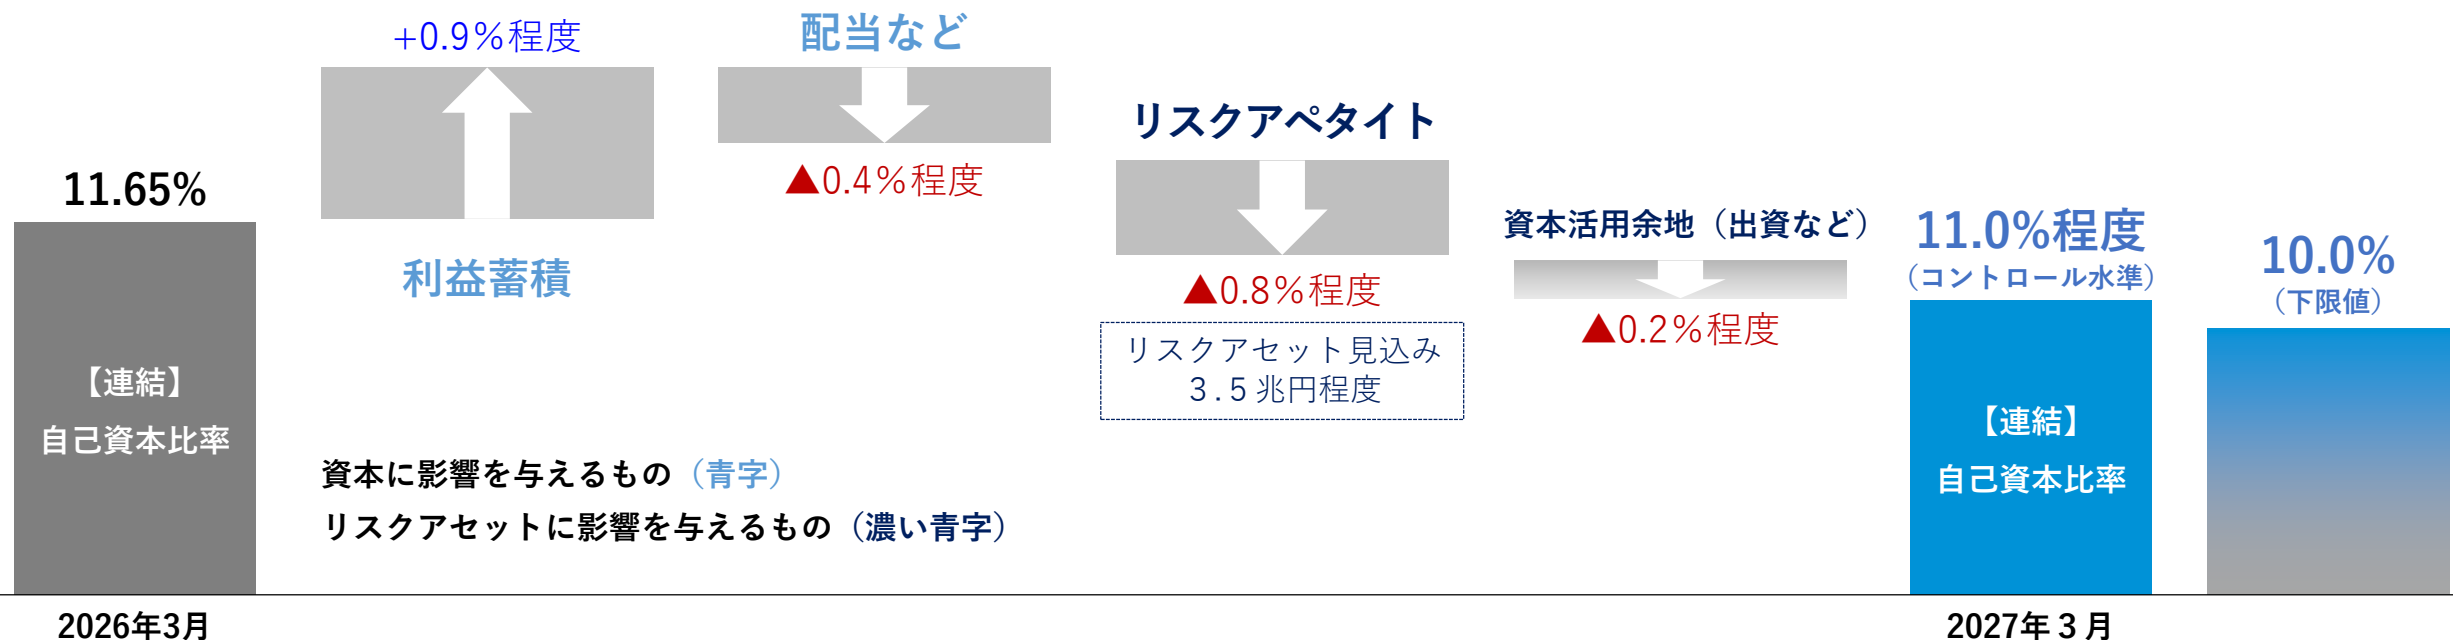 +0.9％程度
利益蓄積
配当など
▲0.4％程度
リスクアペタイト
▲0.8％程度
リスクアセット見込み
３.５兆円程度
資本活用余地（出資など）
▲0.2％程度
11.65%
【連結】
自己資本比率
2026年3月
11.0%程度
（コントロール水準）
【連結】
自己資本比率
2027年３月
10.0%
（下限値）
資本に影響を与えるもの（青字）
リスクアセットに影響を与えるもの（濃い青字）